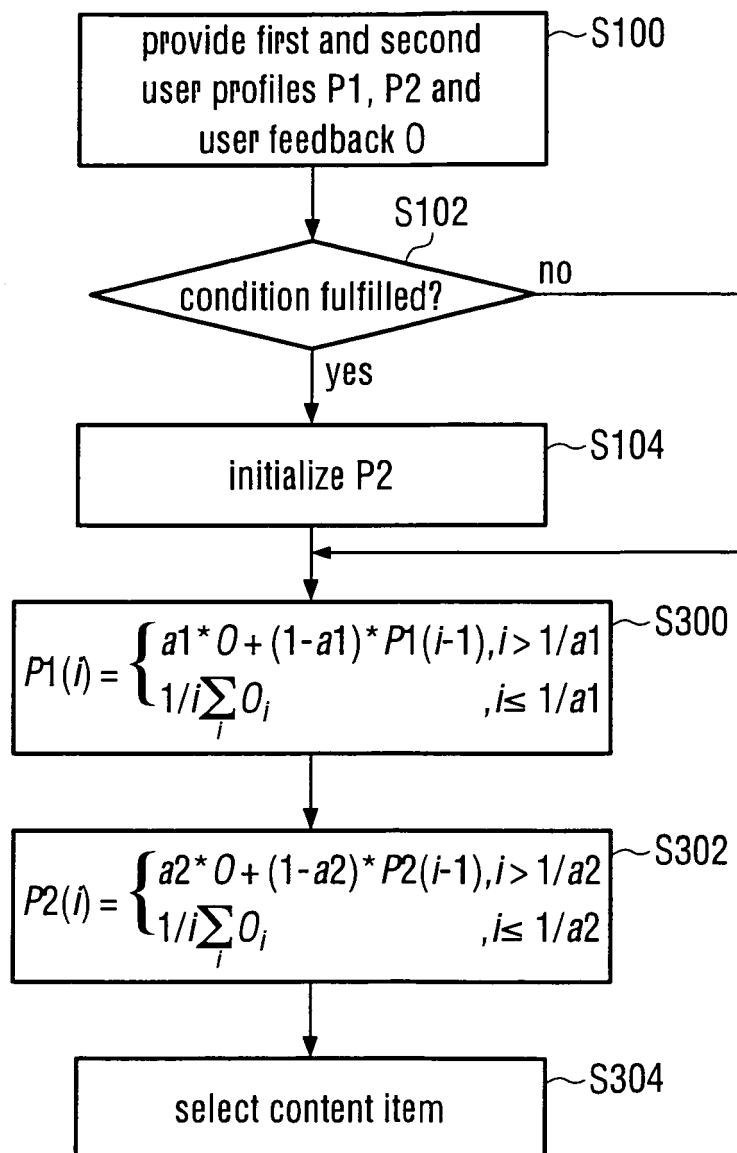 provide first and second
user profiles P1, P2 and
user feedback O
S100
S102
condition fulfilled?
no
yes
initialize P2
S104
P1(i) = { a1* O + (1-a1)* P1(i-1), i > 1/a1
1/i ∑i Oi , i ≤ 1/a1
S300
P2(i) = { a2* O + (1-a2)* P2(i-1), i > 1/a2
1/i ∑i Oi , i ≤ 1/a2
S302
select content item
S304